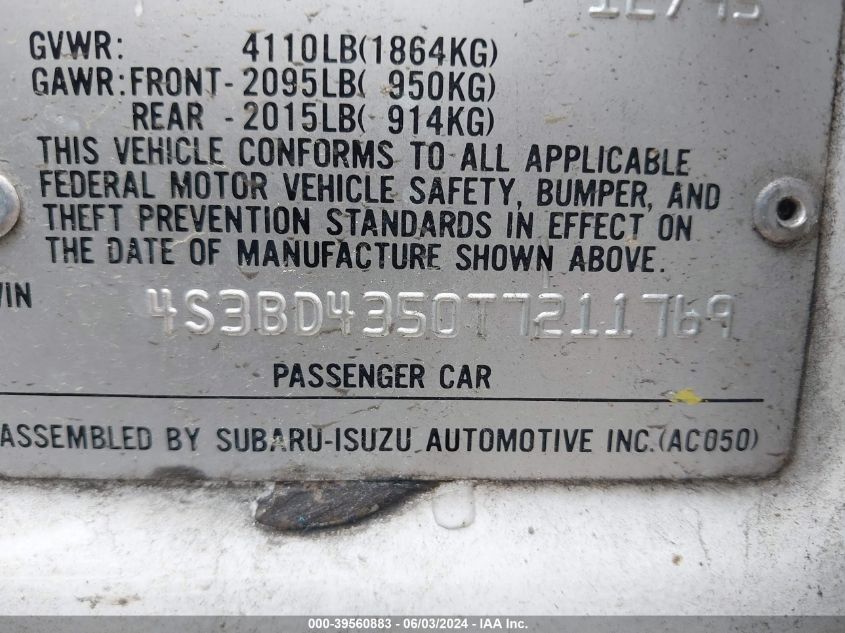 12/95
GVWR: 4110LB(1864KG)
GAWR:FRONT-2095LB( 950KG)
REAR -2015LB( 914KG)
THIS VEHICLE CONFORMS TO ALL APPLICABLE
FEDERAL MOTOR VEHICLE SAFETY, BUMPER, AND
THEFT PREVENTION STANDARDS IN EFFECT ON
THE DATE OF MANUFACTURE SHOWN ABOVE.
VIN 4S3BD4350T7211769
PASSENGER CAR
ASSEMBLED BY SUBARU-ISUZU AUTOMOTIVE INC.(AC050)
000-39560883 / 06/03/2024 - IAA Inc.